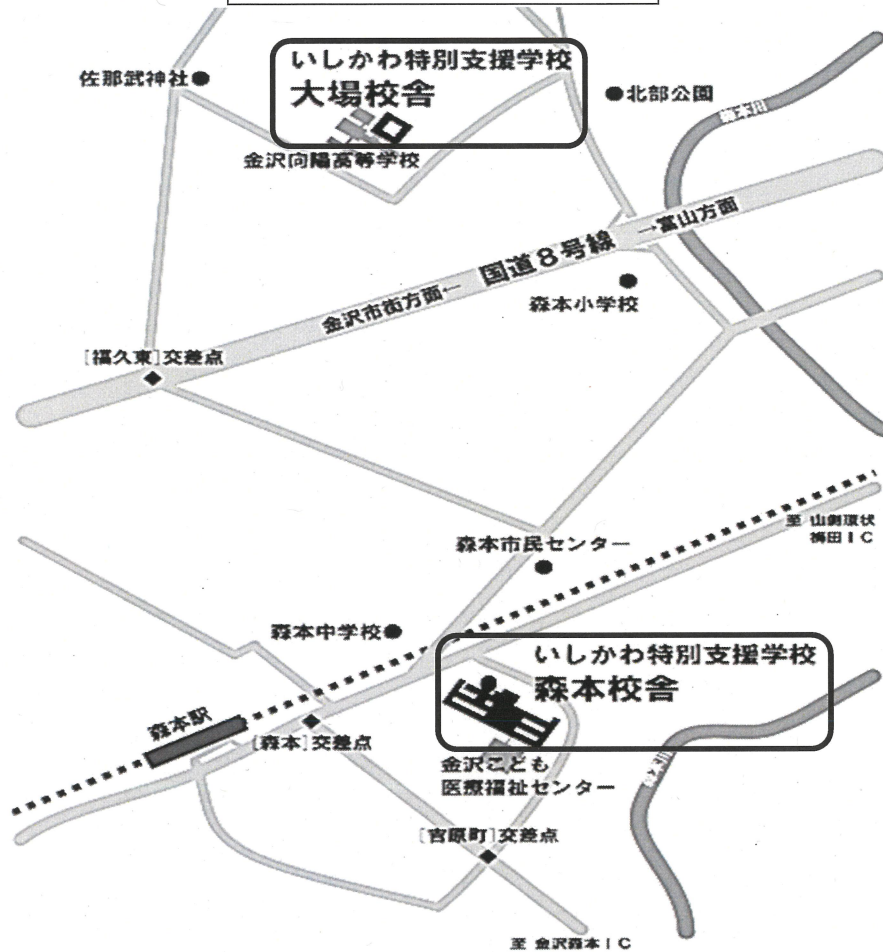 いしかわ特別支援学校
大場校舎
佐那武神社
北部公園
森本川
金沢向陽高等学校
→富山方面
国道8号線
金沢市街方面←
森本小学校
[福久東]交差点
至 山側環状
梅田IC
森本市民センター
森本中学校
いしかわ特別支援学校
森本校舎
森本駅
[森本]交差点
金沢こども
医療福祉センター
[宮原町]交差点
至 金沢森本IC